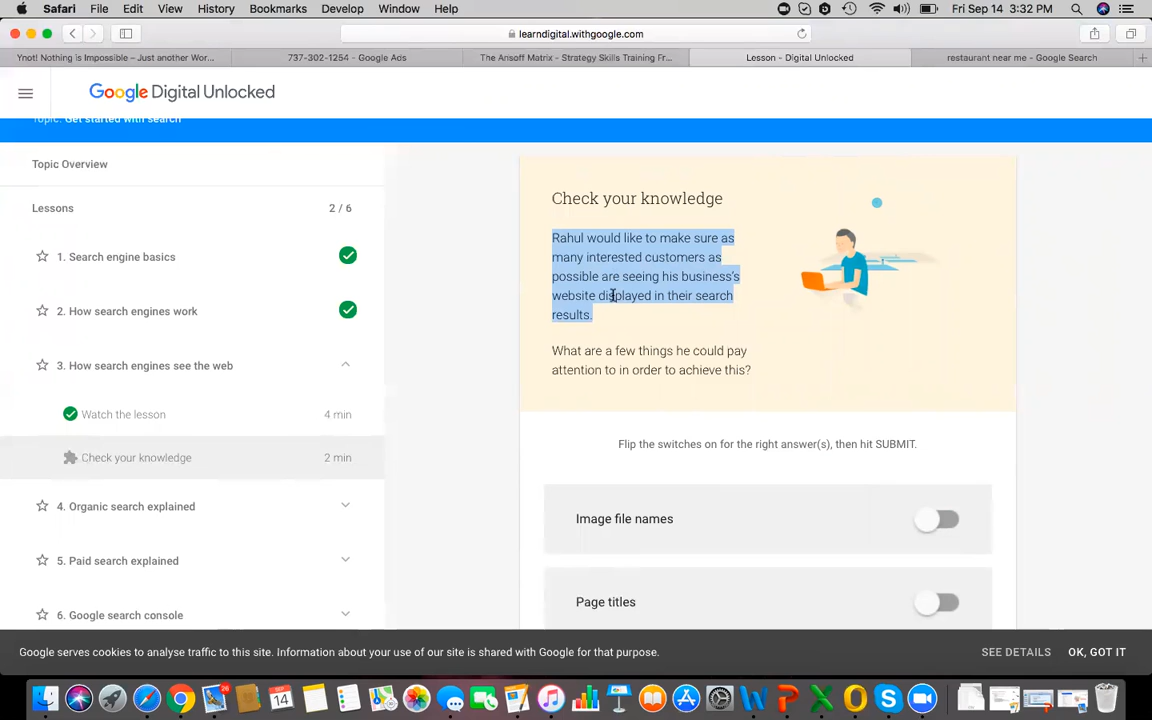 Safari File Edit View History Bookmarks Develop Window Help Fri Sep 14 3:32 PM
learndigital.withgoogle.com
Ynot! Nothing is Impossible – Just another Wor... 737-302-1254 - Google Ads The Ansoff Matrix - Strategy Skills Training Fr... Lesson - Digital Unlocked restaurant near me - Google Search
Google Digital Unlocked
Topic: Get started with search
Topic Overview
Lessons 2 / 6
1. Search engine basics
2. How search engines work
3. How search engines see the web
Watch the lesson 4 min
Check your knowledge 2 min
4. Organic search explained
5. Paid search explained
6. Google search console
Check your knowledge
Rahul would like to make sure as
many interested customers as
possible are seeing his business's
website displayed in their search
results.
What are a few things he could pay
attention to in order to achieve this?
Flip the switches on for the right answer(s), then hit SUBMIT.
Image file names
Page titles
Google serves cookies to analyse traffic to this site. Information about your use of our site is shared with Google for that purpose. SEE DETAILS OK, GOT IT